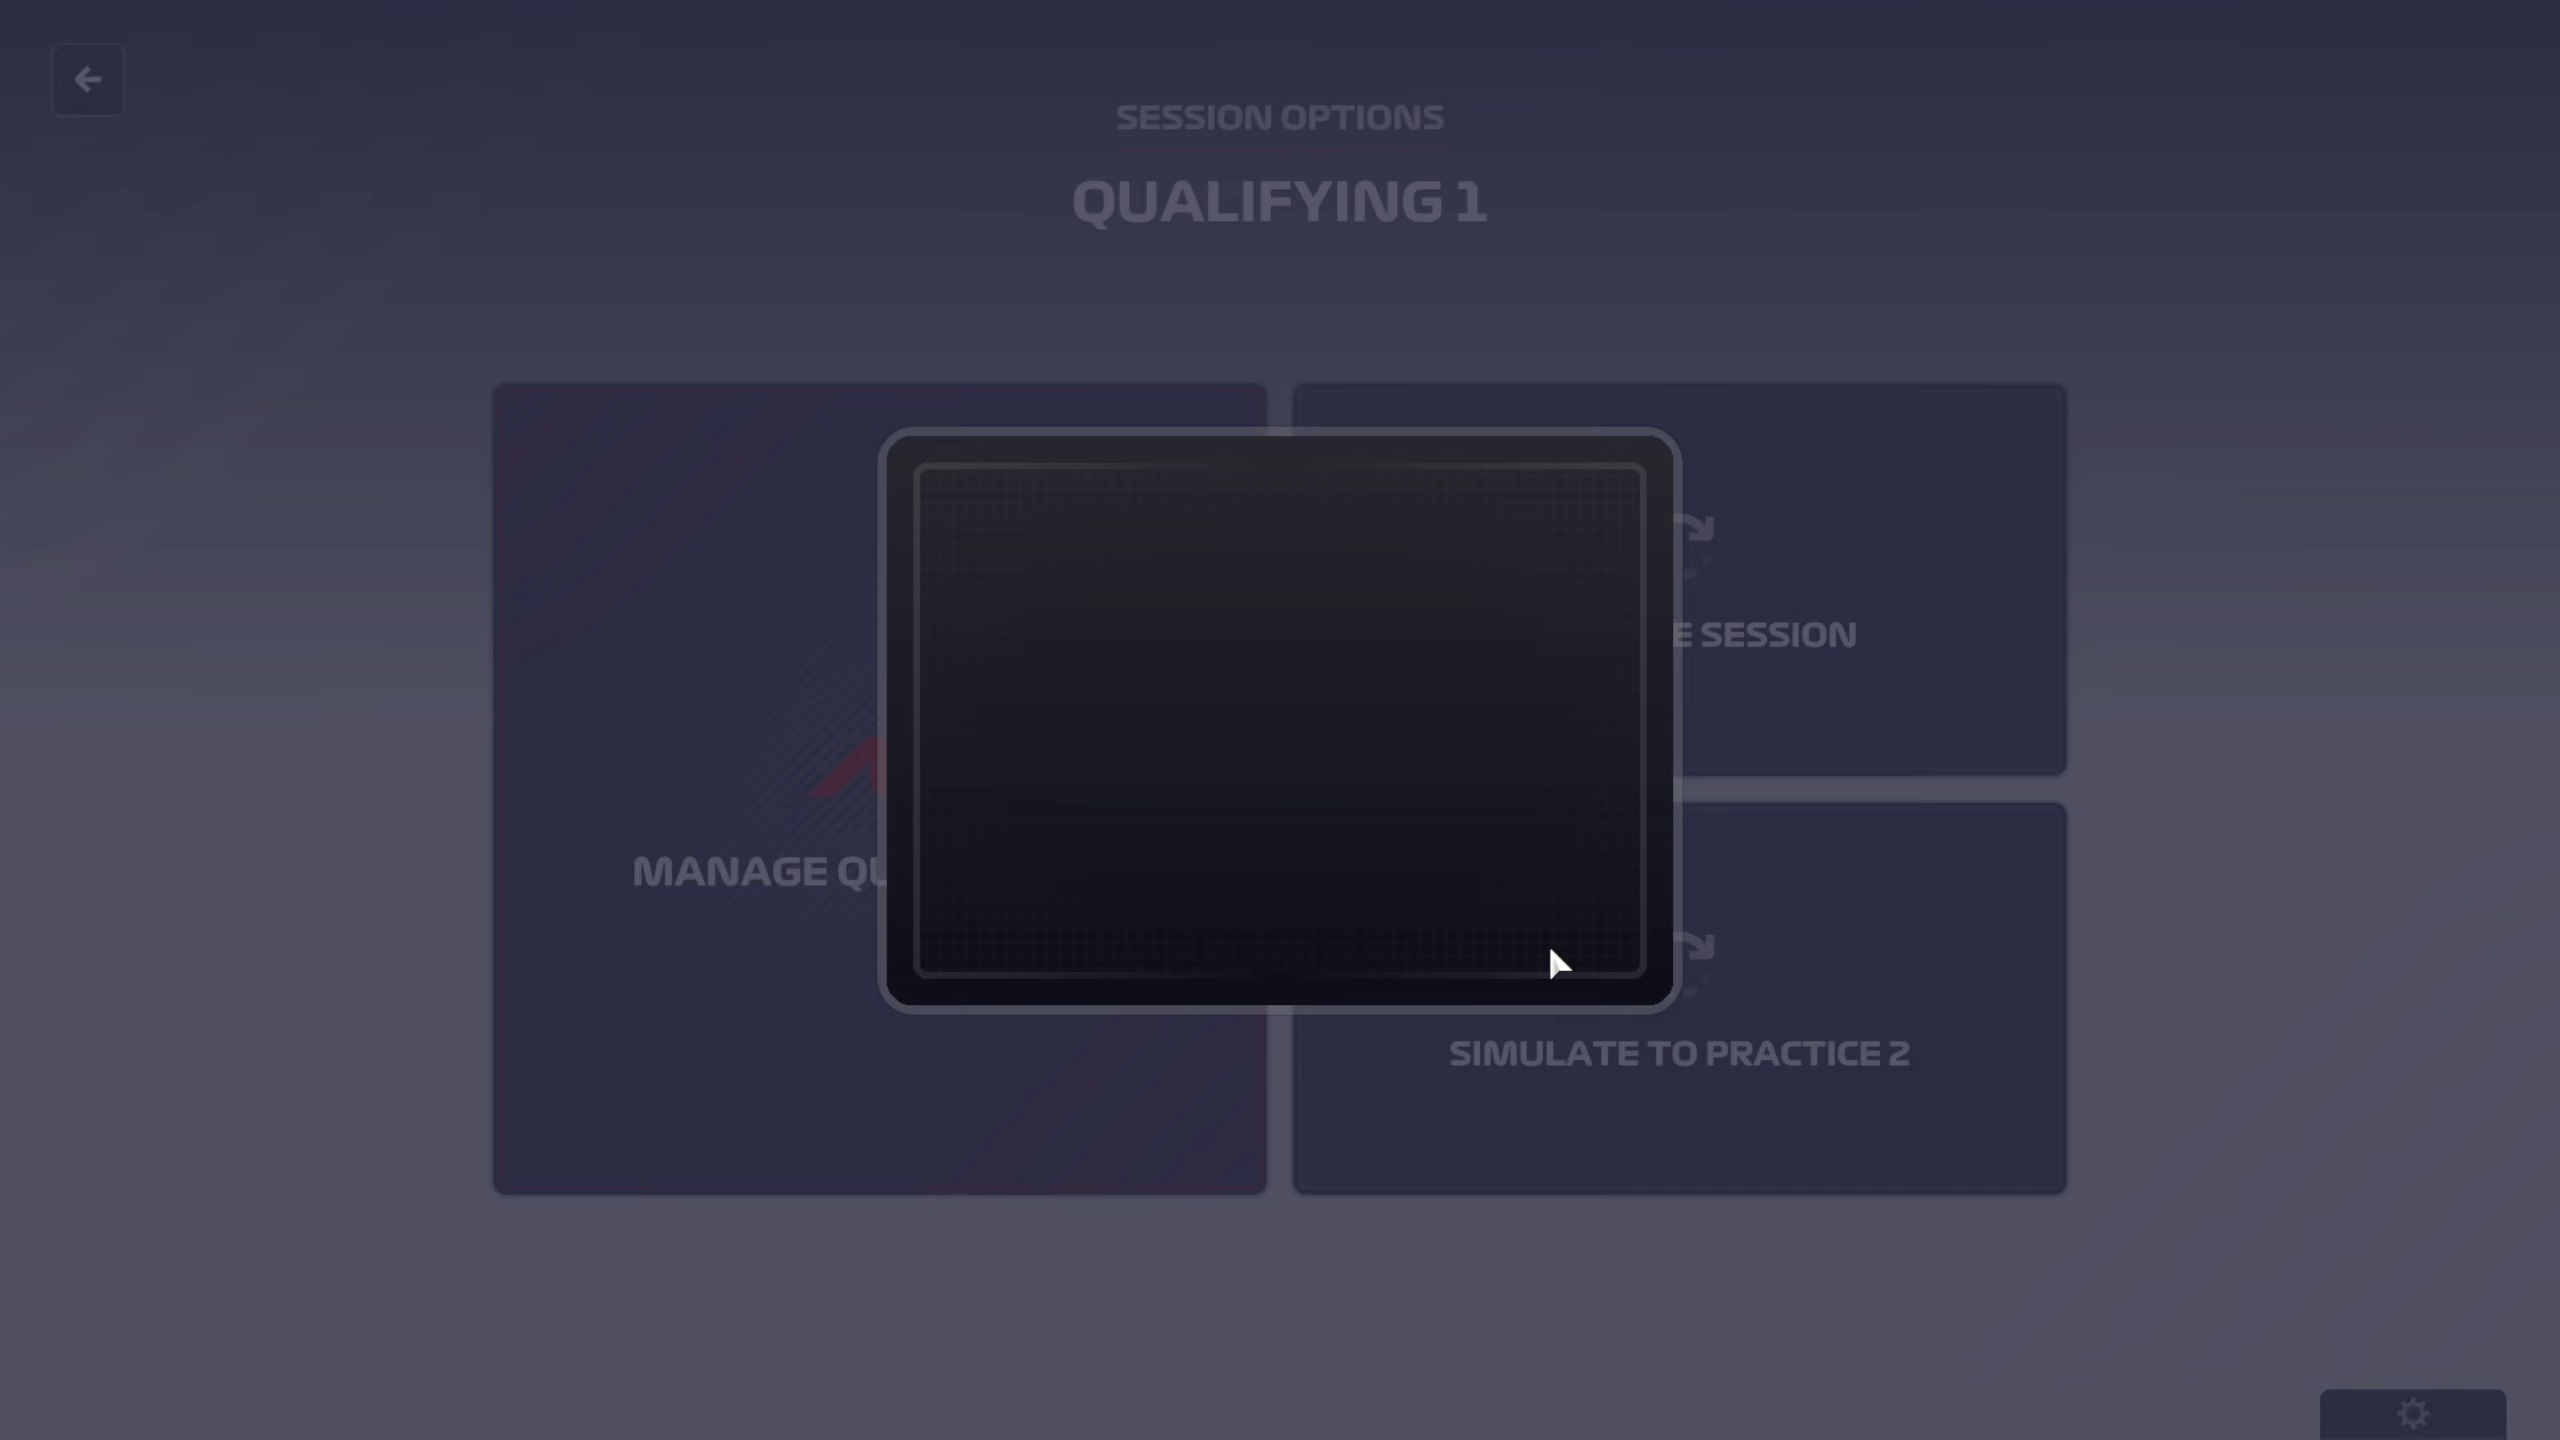 SESSION OPTIONS
QUALIFYING 1
E SESSION
MANAGE QU
SIMULATE TO PRACTICE 2